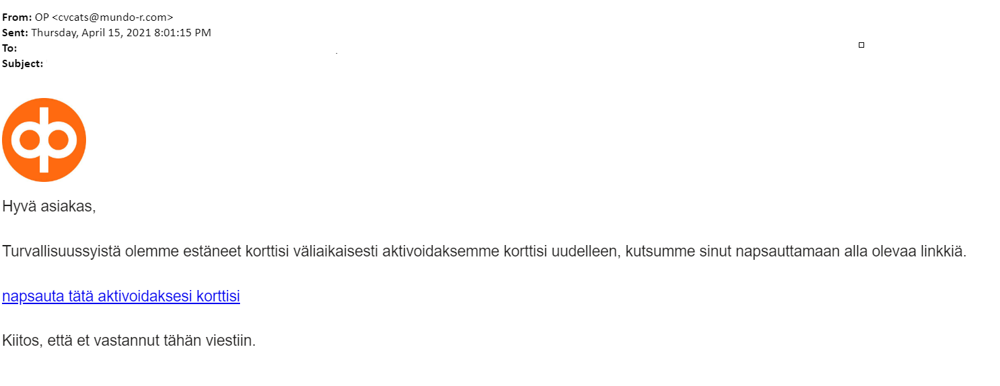 From: OP <cvcats@mundo-r.com>
Sent: Thursday, April 15, 2021 8:01:15 PM
To:
Subject:
Hyvä asiakas,
Turvallisuussyistä olemme estäneet korttisi väliaikaisesti aktivoidaksemme korttisi uudelleen, kutsumme sinut napsauttamaan alla olevaa linkkiä.
napsauta tätä aktivoidaksesi korttisi
Kiitos, että et vastannut tähän viestiin.